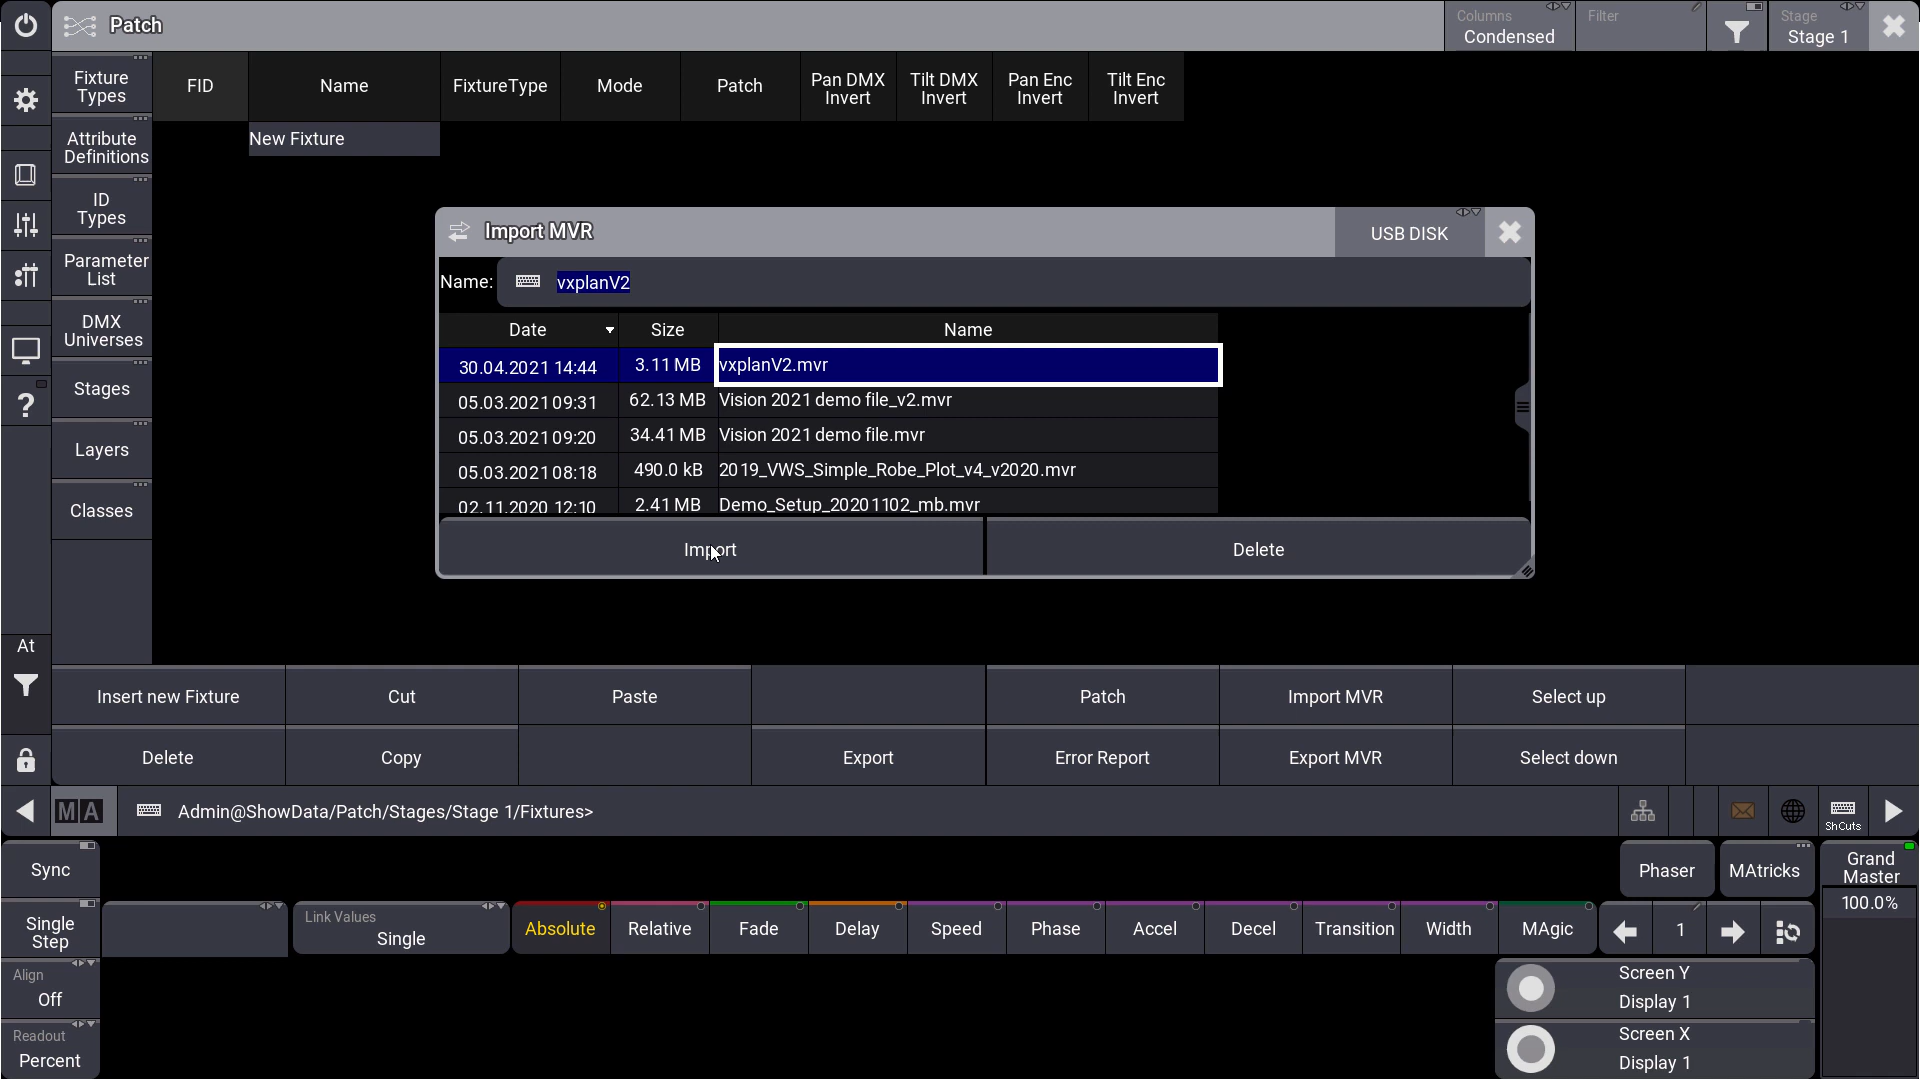 Patch
Columns
Condensed
Filter
Stage
Stage 1
Fixture
Types
Attribute
Definitions
ID
Types
Parameter
List
DMX
Universes
Stages
Layers
Classes
FID
Name
FixtureType
Mode
Patch
Pan DMX
Invert
Tilt DMX
Invert
Pan Enc
Invert
Tilt Enc
Invert
New Fixture
Import MVR
USB DISK
Name:
vxplanV2
Date
Size
Name
30.04.2021 14:44 3.11 MB vxplanV2.mvr
05.03.2021 09:31 62.13 MB Vision 2021 demo file_v2.mvr
05.03.2021 09:20 34.41 MB Vision 2021 demo file.mvr
05.03.2021 08:18 490.0 kB 2019_VWS_Simple_Robe_Plot_v4_v2020.mvr
02.11.2020 12:10 2.41 MB Demo_Setup_20201102_mb.mvr
Import
Delete
?
At
Insert new Fixture
Cut
Paste
Patch
Import MVR
Select up
Delete
Copy
Export
Error Report
Export MVR
Select down
MA
Admin@ShowData/Patch/Stages/Stage 1/Fixtures>
ShCuts
Sync
Phaser
MAtricks
Grand
Master
100.0%
Single
Step
Link Values
Single
Absolute
Relative
Fade
Delay
Speed
Phase
Accel
Decel
Transition
Width
MAgic
1
Align
Off
Readout
Percent
Screen Y
Display 1
Screen X
Display 1